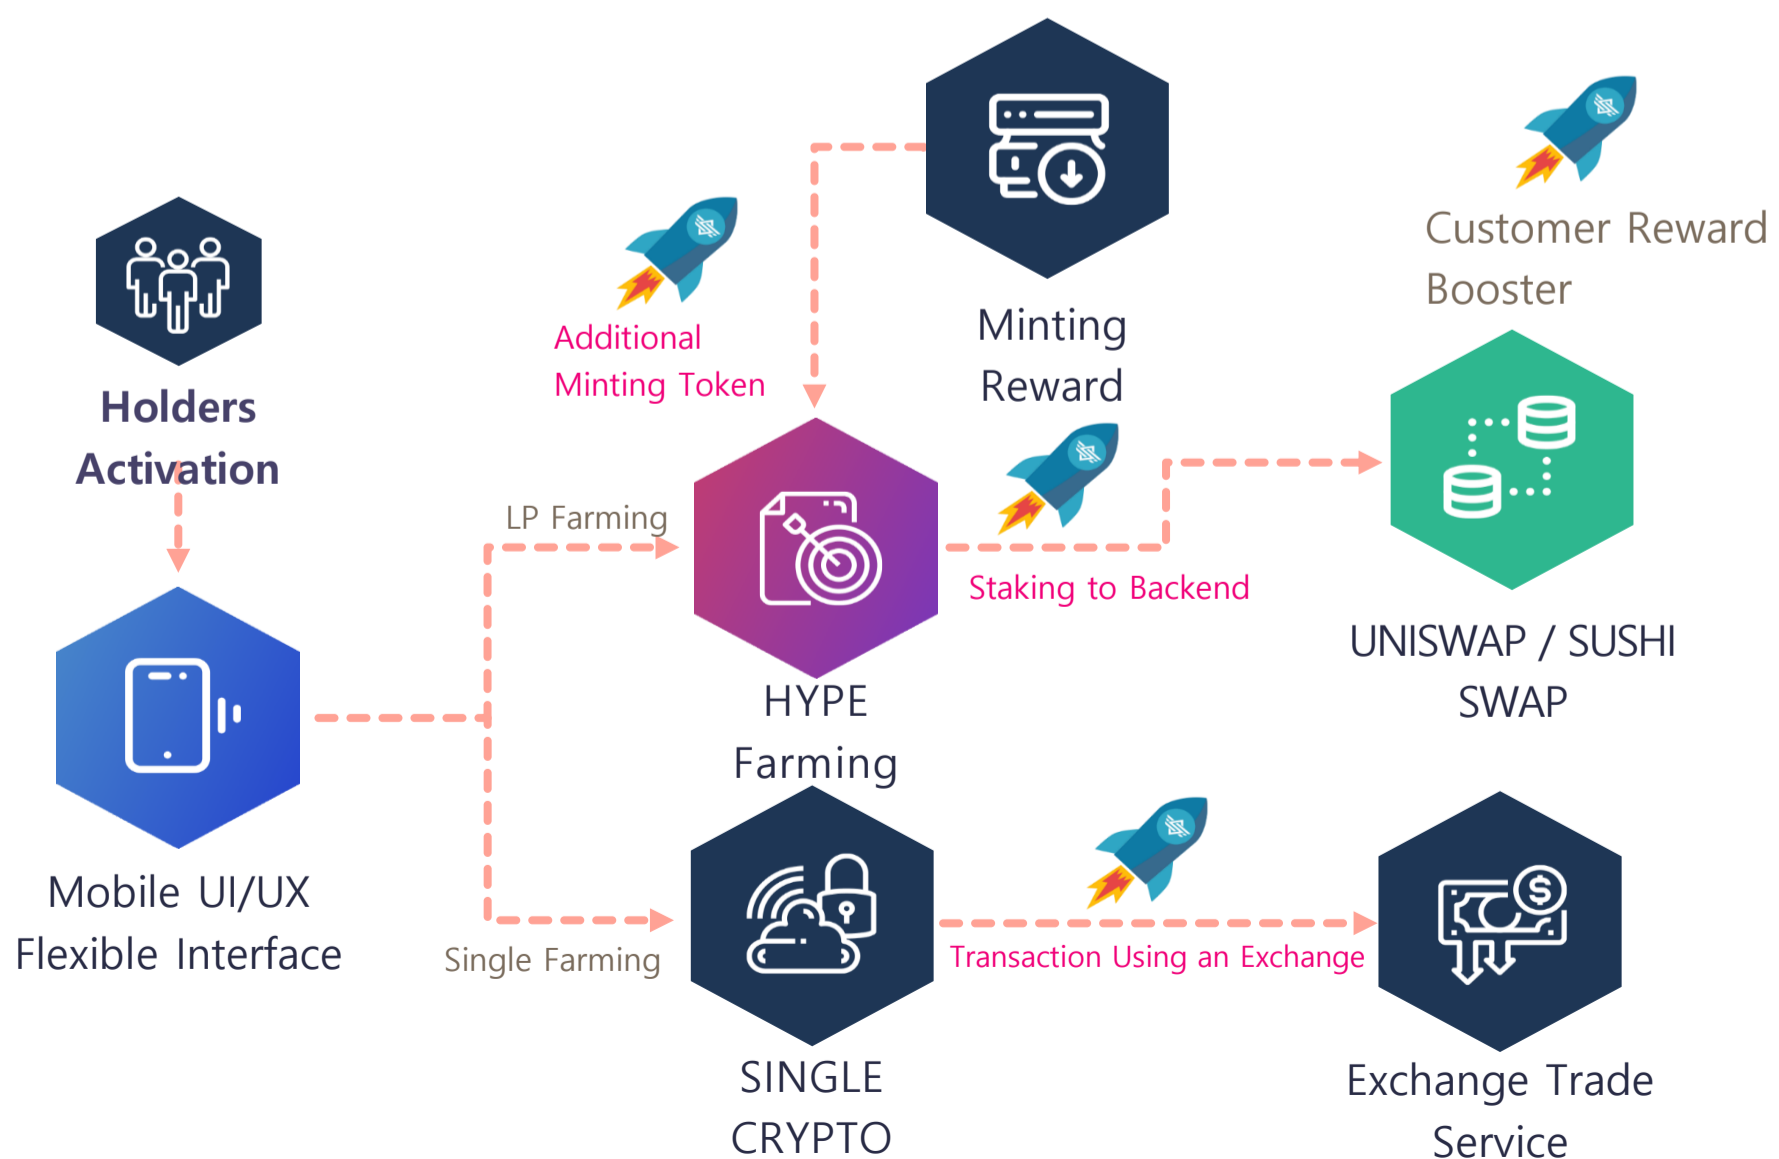 Customer Reward
Booster
Minting
Reward
Additional
Minting Token
Holders
Activation
LP Farming
Staking to Backend
UNISWAP / SUSHI
SWAP
HYPE
Farming
Mobile UI/UX
Flexible Interface
Single Farming
Transaction Using an Exchange
SINGLE
CRYPTO
Exchange Trade
Service